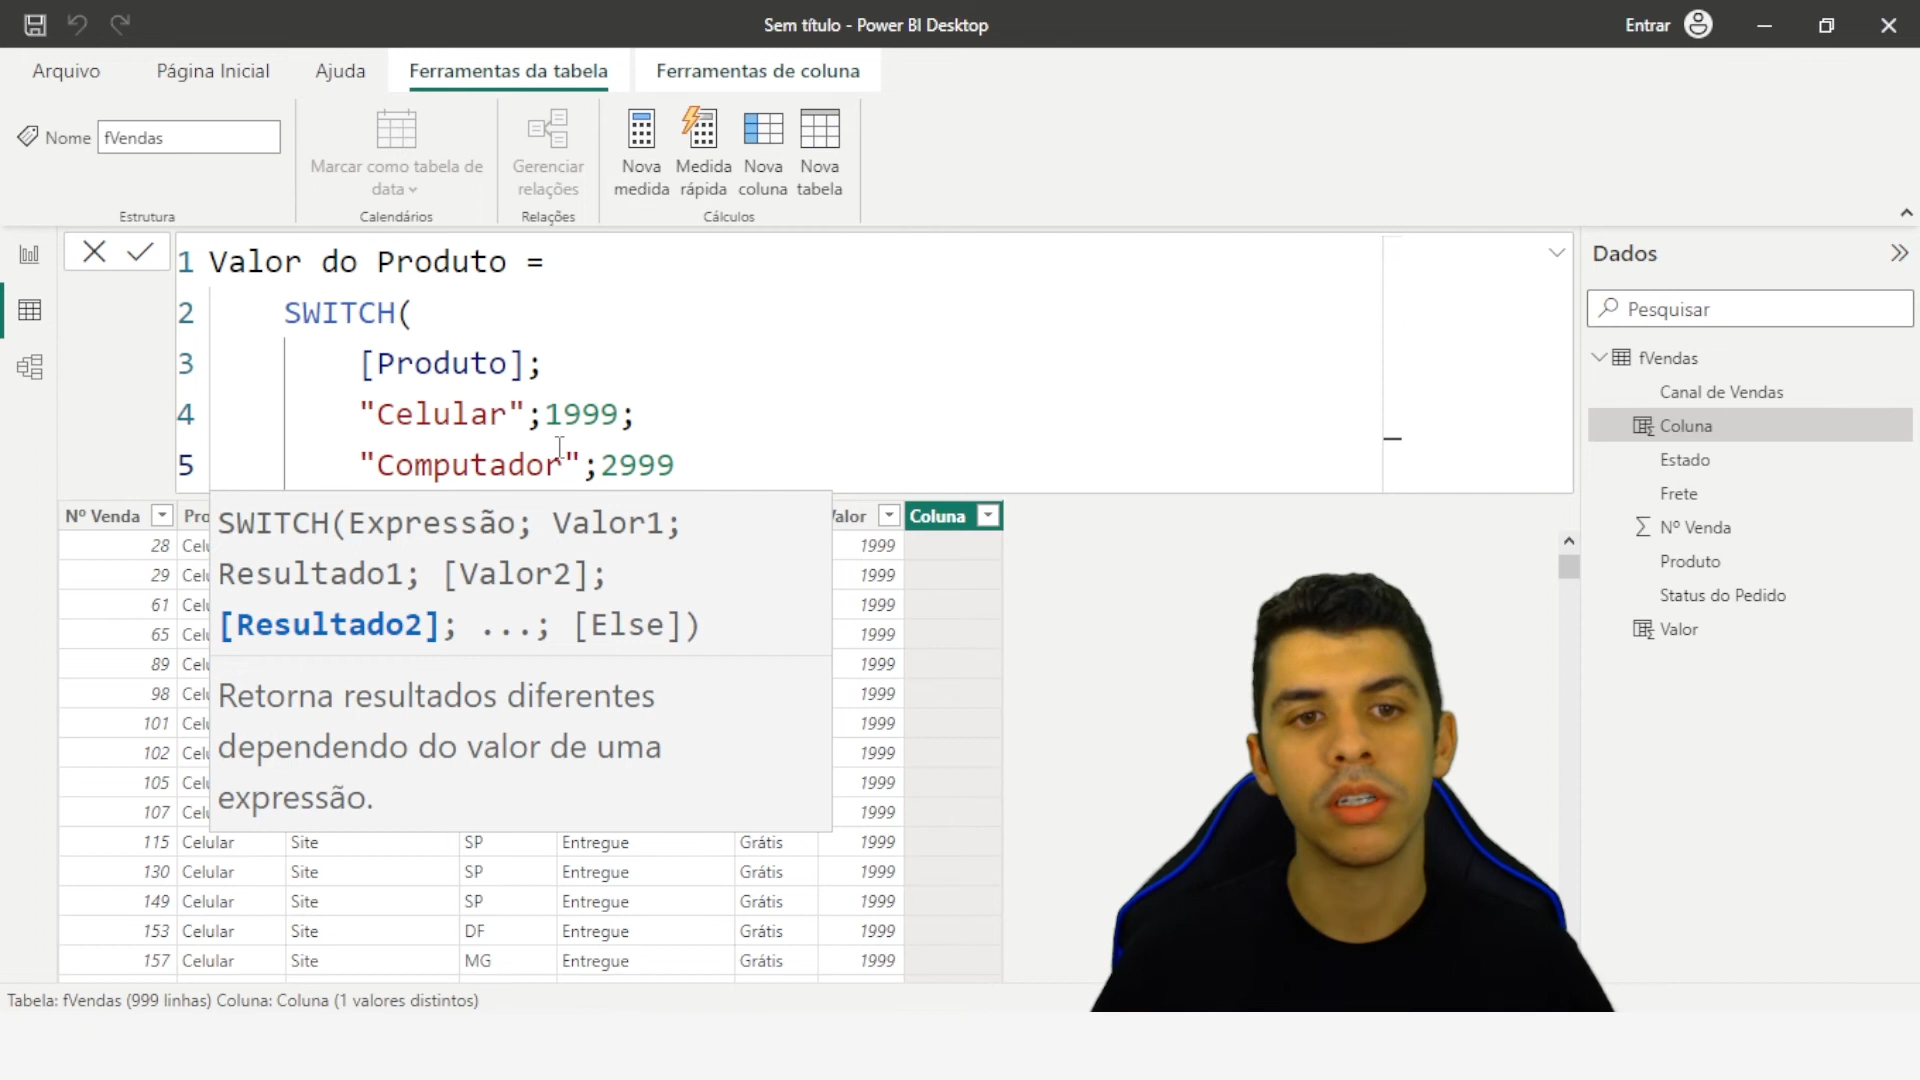 Sem título - Power BI Desktop
Entrar
Arquivo
Página Inicial
Ajuda
Ferramentas da tabela
Ferramentas de coluna
Nome
fVendas
Estrutura
Marcar como tabela de
data
Calendários
Gerenciar
relações
Relações
Nova
medida
Medida
rápida
Nova
coluna
Nova
tabela
Cálculos
1 Valor do Produto =
2 SWITCH(
3 [Produto];
4 "Celular";1999;
5 "Computador";2999
SWITCH(Expressão; Valor1;
Resultado1; [Valor2];
[Resultado2]; ...; [Else])
Retorna resultados diferentes
dependendo do valor de uma
expressão.
Nº Venda Coluna
28 1999
29 1999
61 1999
65 1999
89 1999
98 1999
101 1999
102 1999
105 1999
107 1999
115 Celular Site SP Entregue Grátis 1999
130 Celular Site SP Entregue Grátis 1999
149 Celular Site SP Entregue Grátis 1999
153 Celular Site DF Entregue Grátis 1999
157 Celular Site MG Entregue Grátis 1999
Tabela: fVendas (999 linhas) Coluna: Coluna (1 valores distintos)
Dados
Pesquisar
fVendas
Canal de Vendas
Coluna
Estado
Frete
Nº Venda
Produto
Status do Pedido
Valor